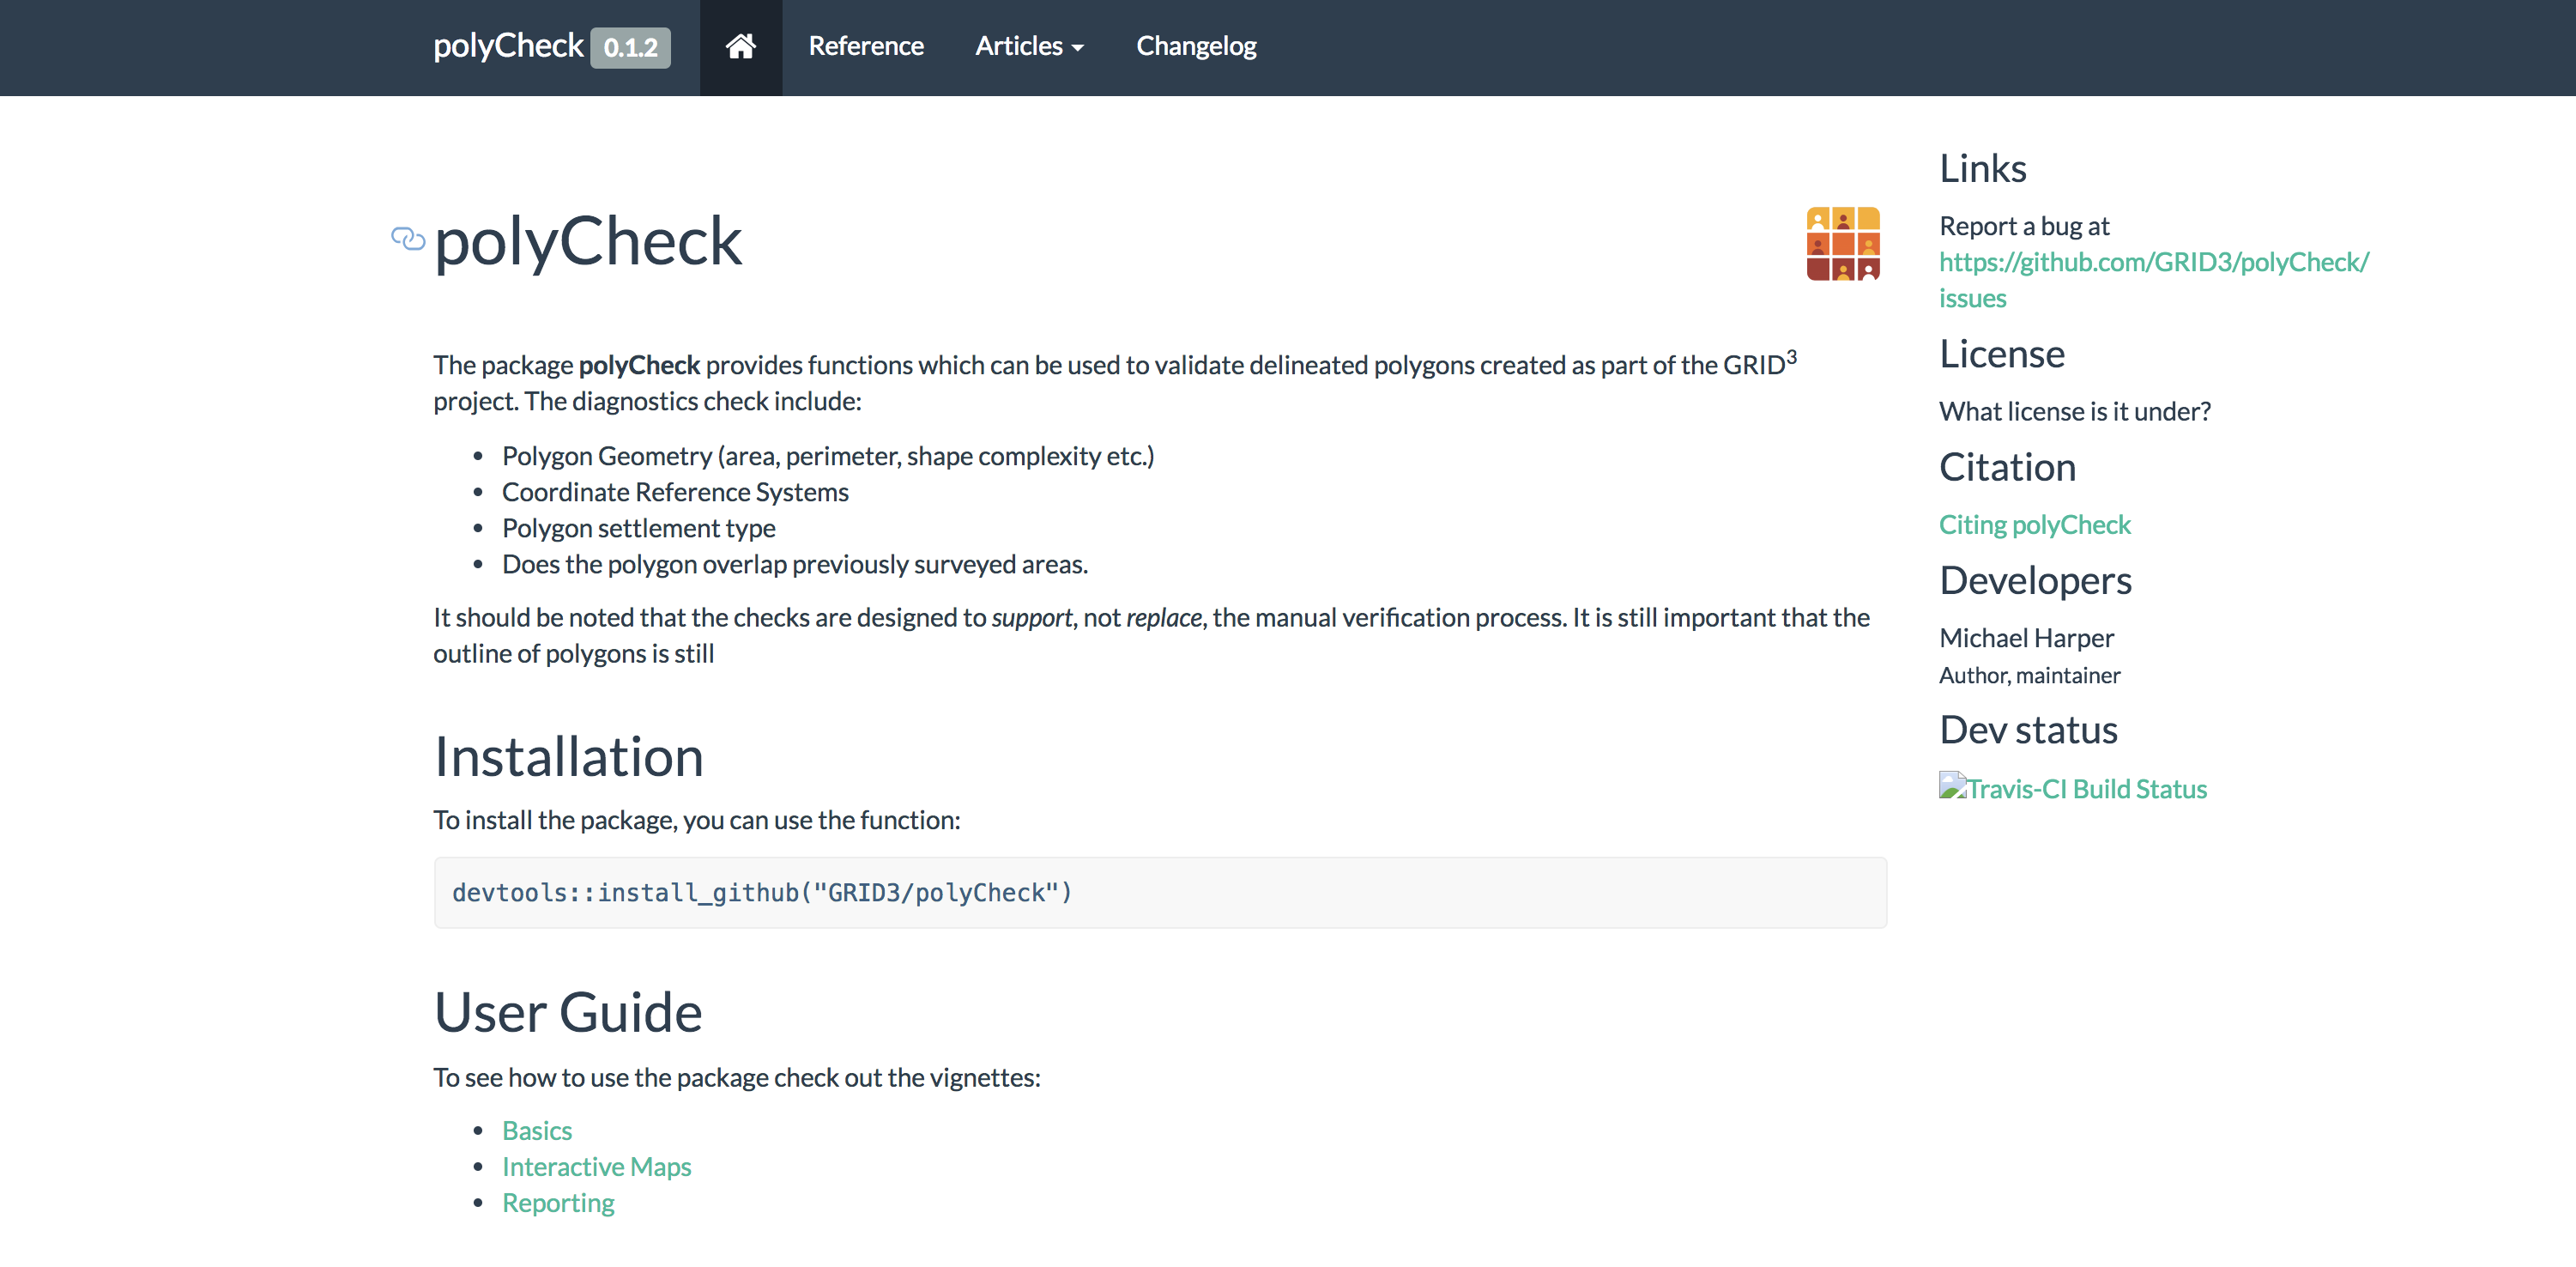 polyCheck 0.1.2 Reference Articles Changelog
polyCheck
The package polyCheck provides functions which can be used to validate delineated polygons created as part of the GRID³
project. The diagnostics check include:
• Polygon Geometry (area, perimeter, shape complexity etc.)
• Coordinate Reference Systems
• Polygon settlement type
• Does the polygon overlap previously surveyed areas.
It should be noted that the checks are designed to support, not replace, the manual verification process. It is still important that the
outline of polygons is still
Installation
To install the package, you can use the function:
devtools::install_github("GRID3/polyCheck")
User Guide
To see how to use the package check out the vignettes:
• Basics
• Interactive Maps
• Reporting
Links
Report a bug at
https://github.com/GRID3/polyCheck/
issues
License
What license is it under?
Citation
Citing polyCheck
Developers
Michael Harper
Author, maintainer
Dev status
Travis-CI Build Status